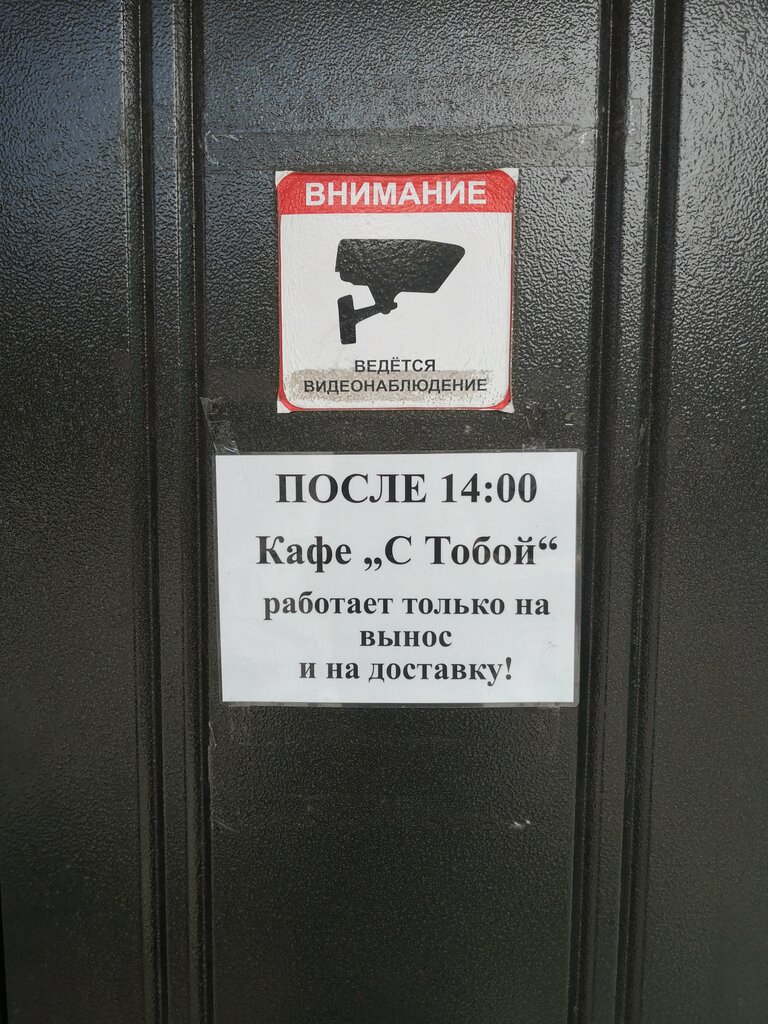 ВНИМАНИЕ
ВЕДЁТСЯ
ВИДЕОНАБЛЮДЕНИЕ
ПОСЛЕ 14:00
Кафе „С Тобой“
работает только на
вынос
и на доставку!